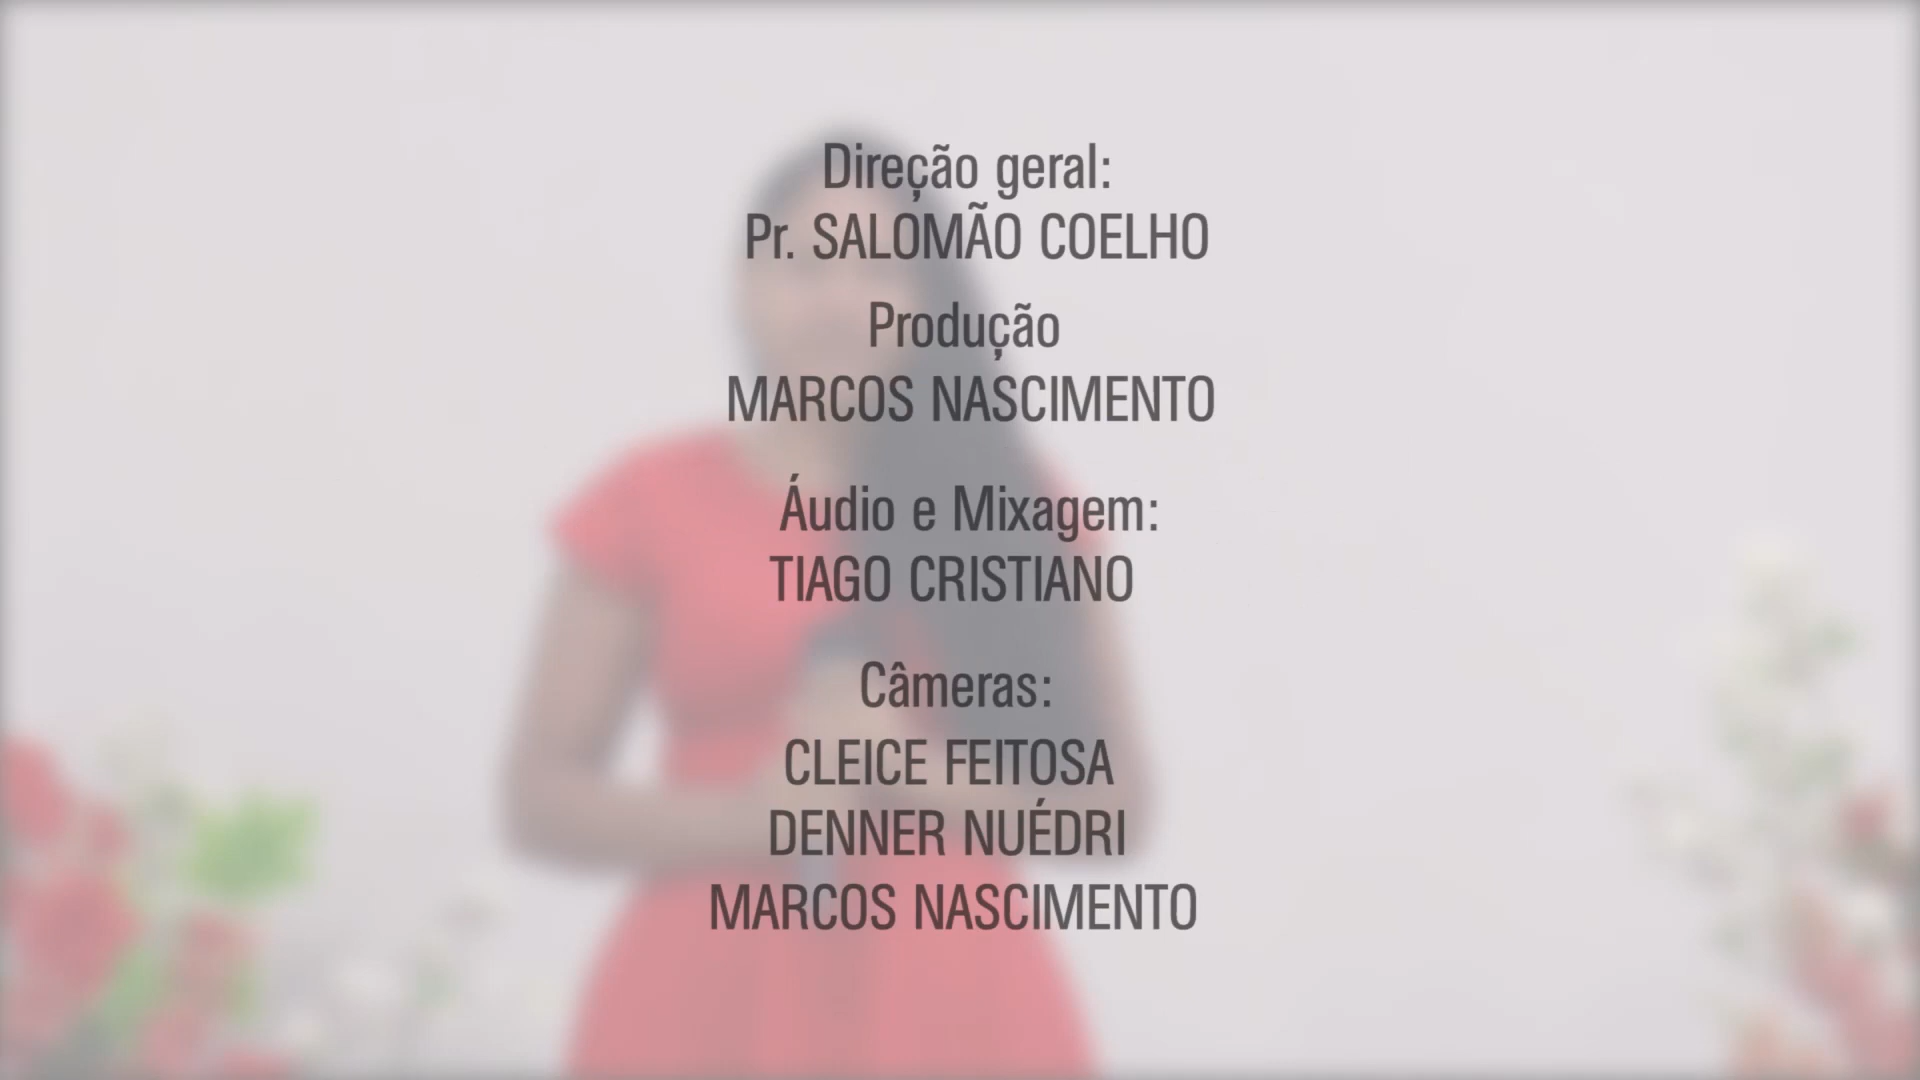 Direção geral:
Pr. SALOMÃO COELHO
Produção
MARCOS NASCIMENTO
Áudio e Mixagem:
TIAGO CRISTIANO
Câmeras:
CLEICE FEITOSA
DENNER NUÉDRI
MARCOS NASCIMENTO